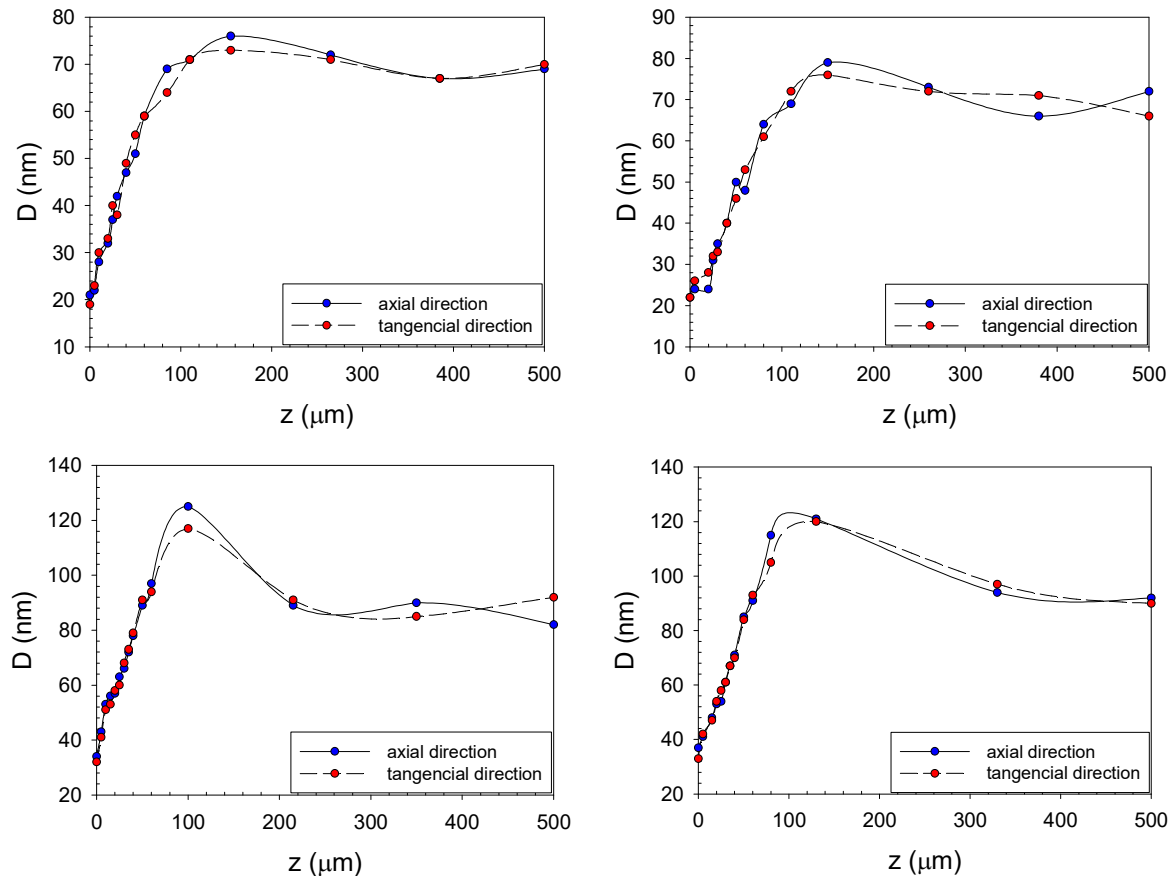 80
70
60
50
40
30
20
10
D (nm)
axial direction
tangencial direction
0 100 200 300 400 500
z (μm)
90
80
70
60
50
40
30
20
10
D (nm)
axial direction
tangencial direction
0 100 200 300 400 500
z (μm)
140
120
100
80
60
40
20
D (nm)
axial direction
tangencial direction
0 100 200 300 400 500
z (μm)
140
120
100
80
60
40
20
D (nm)
axial direction
tangencial direction
0 100 200 300 400 500
z (μm)